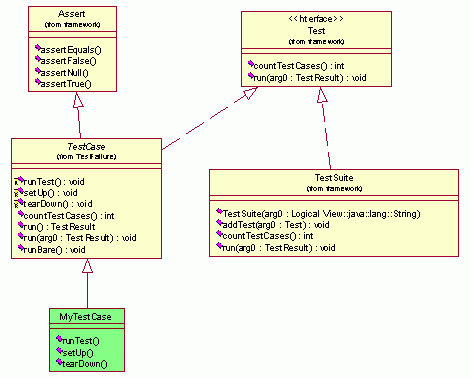 Assert
(from framework)
assertEquals()
assertFalse()
assertNull()
assertTrue()
<<Interface>>
Test
(from framework)
countTestCases() : int
run(arg0 : TestResult) : void
TestCase
(from TestFailure)
runTest() : void
setUp() : void
tearDown() : void
countTestCases() : int
run() : TestResult
run(arg0 : TestResult) : void
runBare() : void
TestSuite
(from framework)
TestSuite(arg0 : Logical View::java::lang::String)
addTest(arg0 : Test) : void
countTestCases() : int
run(arg0 : TestResult) : void
MyTestCase
runTest()
setUp()
tearDown()